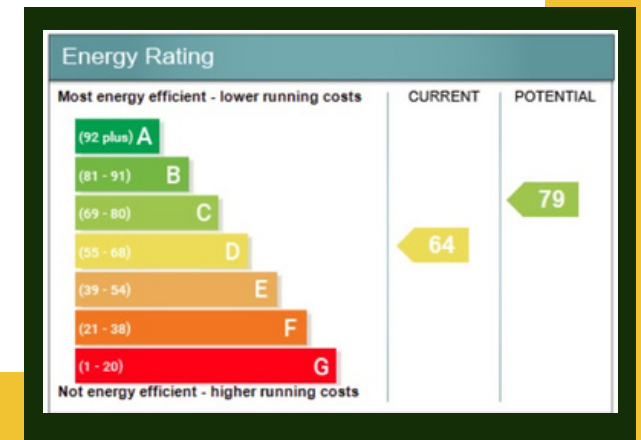 Energy Rating
Most energy efficient - lower running costs CURRENT POTENTIAL
(92 plus) A
(81 - 91) B
(69 - 80) C
79
(55 - 68) D
64
(39 - 54) E
(21 - 38) F
(1 - 20) G
Not energy efficient - higher running costs